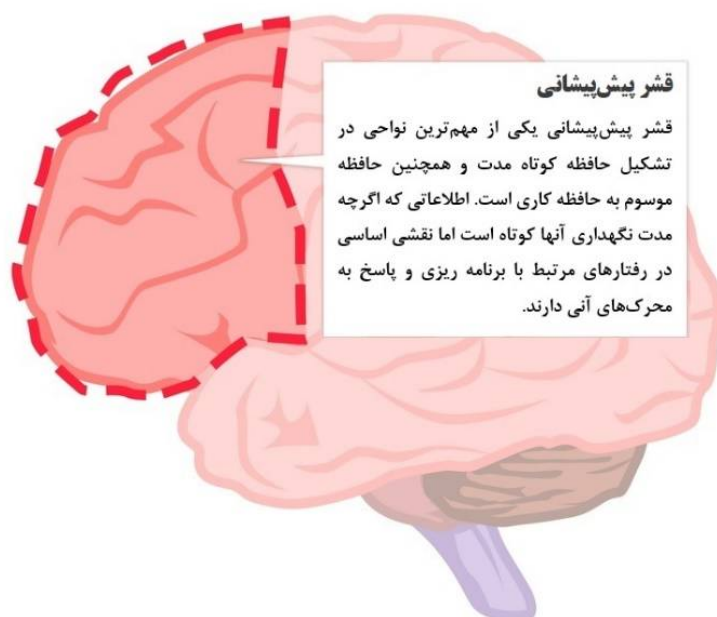 قشر پیش‌پیشانی
قشر پیش‌پیشانی یکی از مهم‌ترین نواحی در
تشکیل حافظه کوتاه مدت و همچنین حافظه
موسوم به حافظه کاری است. اطلاعاتی که اگرچه
مدت نگهداری آنها کوتاه است اما نقشی اساسی
در رفتارهای مرتبط با برنامه ریزی و پاسخ به
محرک‌های آنی دارند.